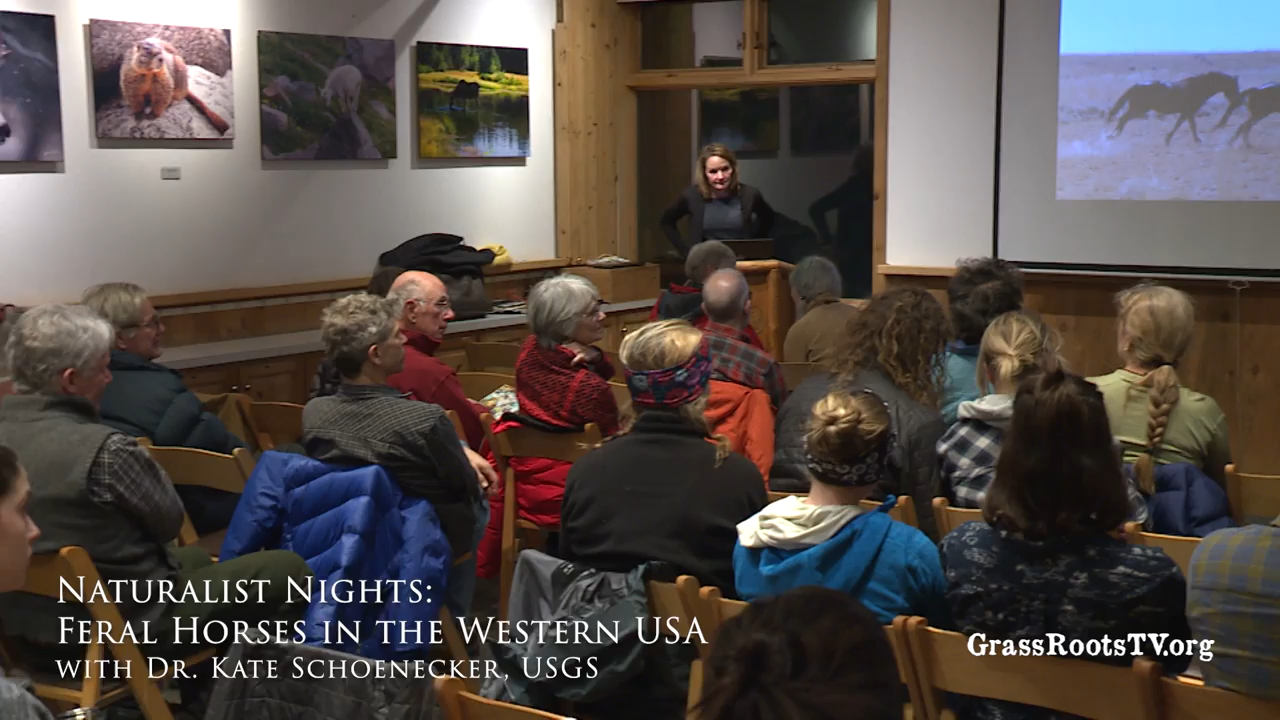 Naturalist Nights:
Feral Horses in the Western USA
with Dr. Kate Schoenecker, USGS
GrassRootsTV.org